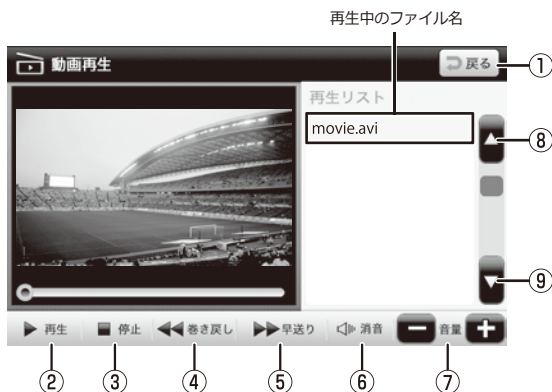 再生中のファイル名
動画再生
戻る
①
再生リスト
movie.avi
⑧
⑨
再生
停止
巻き戻し
早送り
消音
音量
②
③
④
⑤
⑥
⑦